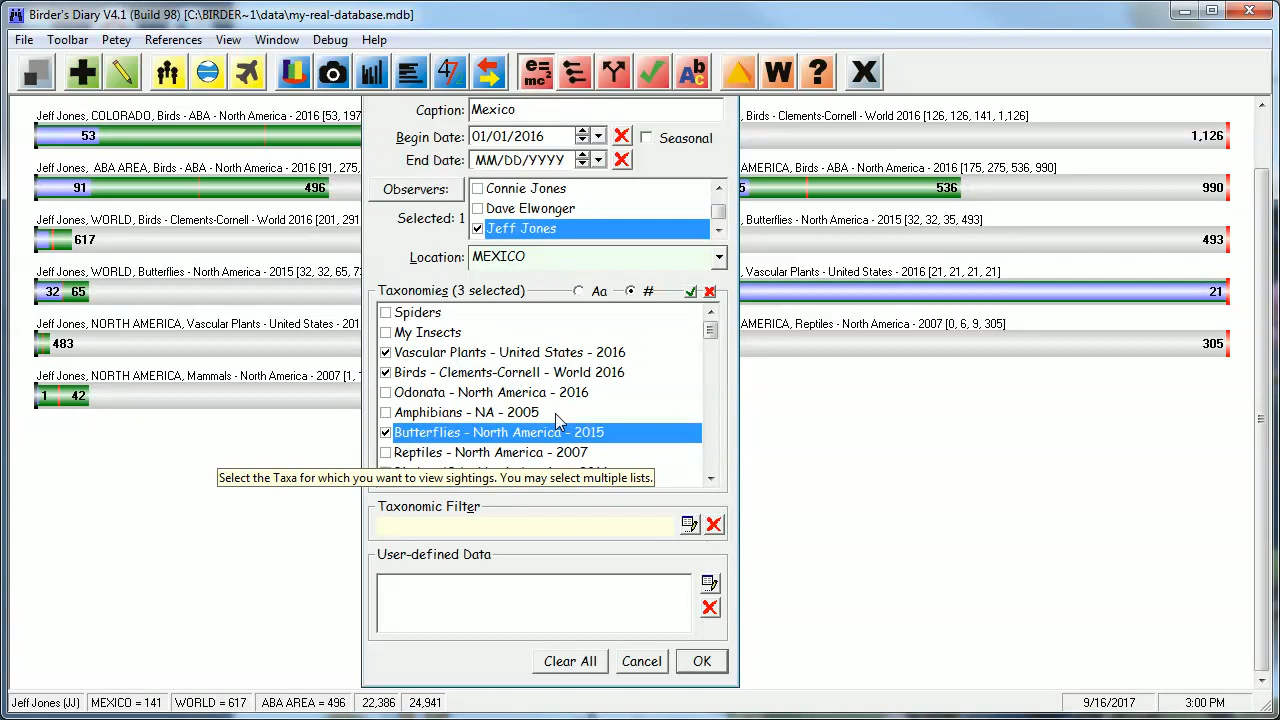 Birder's Diary V4.1 (Build 98) [C:\BIRDER~1\data\my-real-database.mdb]
File Toolbar Petey References View Window Debug Help
e= mc² 47 Abc W ? X
Jeff Jones, COLORADO, Birds - ABA - North America - 2016 [53, 197
53
Jeff Jones, ABA AREA, Birds - ABA - North America - 2016 [91, 275,
91 496
Jeff Jones, WORLD, Birds - Clements-Cornell - World 2016 [201, 291
617
Jeff Jones, WORLD, Butterflies - North America - 2015 [32, 32, 65,
32 65
Jeff Jones, NORTH AMERICA, Vascular Plants - United States - 201
483
Jeff Jones, NORTH AMERICA, Mammals - North America - 2007 [1,
1 42
Caption: Mexico
Begin Date: 01/01/2016 Seasonal
End Date: MM/DD/YYYY
Observers:
Selected: 1
Connie Jones
Dave Elwonger
Jeff Jones
Location: MEXICO
Taxonomies (3 selected) Aa #
Spiders
My Insects
Vascular Plants - United States - 2016
Birds - Clements-Cornell - World 2016
Odonata - North America - 2016
Amphibians - NA - 2005
Butterflies - North America - 2015
Reptiles - North America - 2007
Select the Taxa for which you want to view sightings. You may select multiple lists.
Taxonomic Filter
User-defined Data
Clear All Cancel OK
, Birds - Clements-Cornell - World 2016 [126, 126, 141, 1,126]
1,126
MERICA, Birds - ABA - North America - 2016 [175, 275, 536, 990]
5 536 990
, Butterflies - North America - 2015 [32, 32, 35, 493]
493
, Vascular Plants - United States - 2016 [21, 21, 21, 21]
21
AMERICA, Reptiles - North America - 2007 [0, 6, 9, 305]
305
Jeff Jones (JJ) MEXICO = 141 WORLD = 617 ABA AREA = 496 22,386 24,941 9/16/2017 3:00 PM